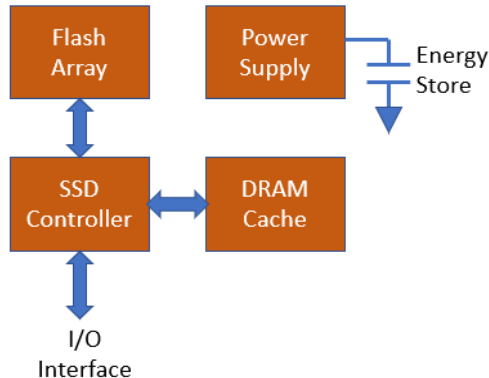 Flash
Array
Power
Supply
Energy
Store
SSD
Controller
DRAM
Cache
I/O
Interface